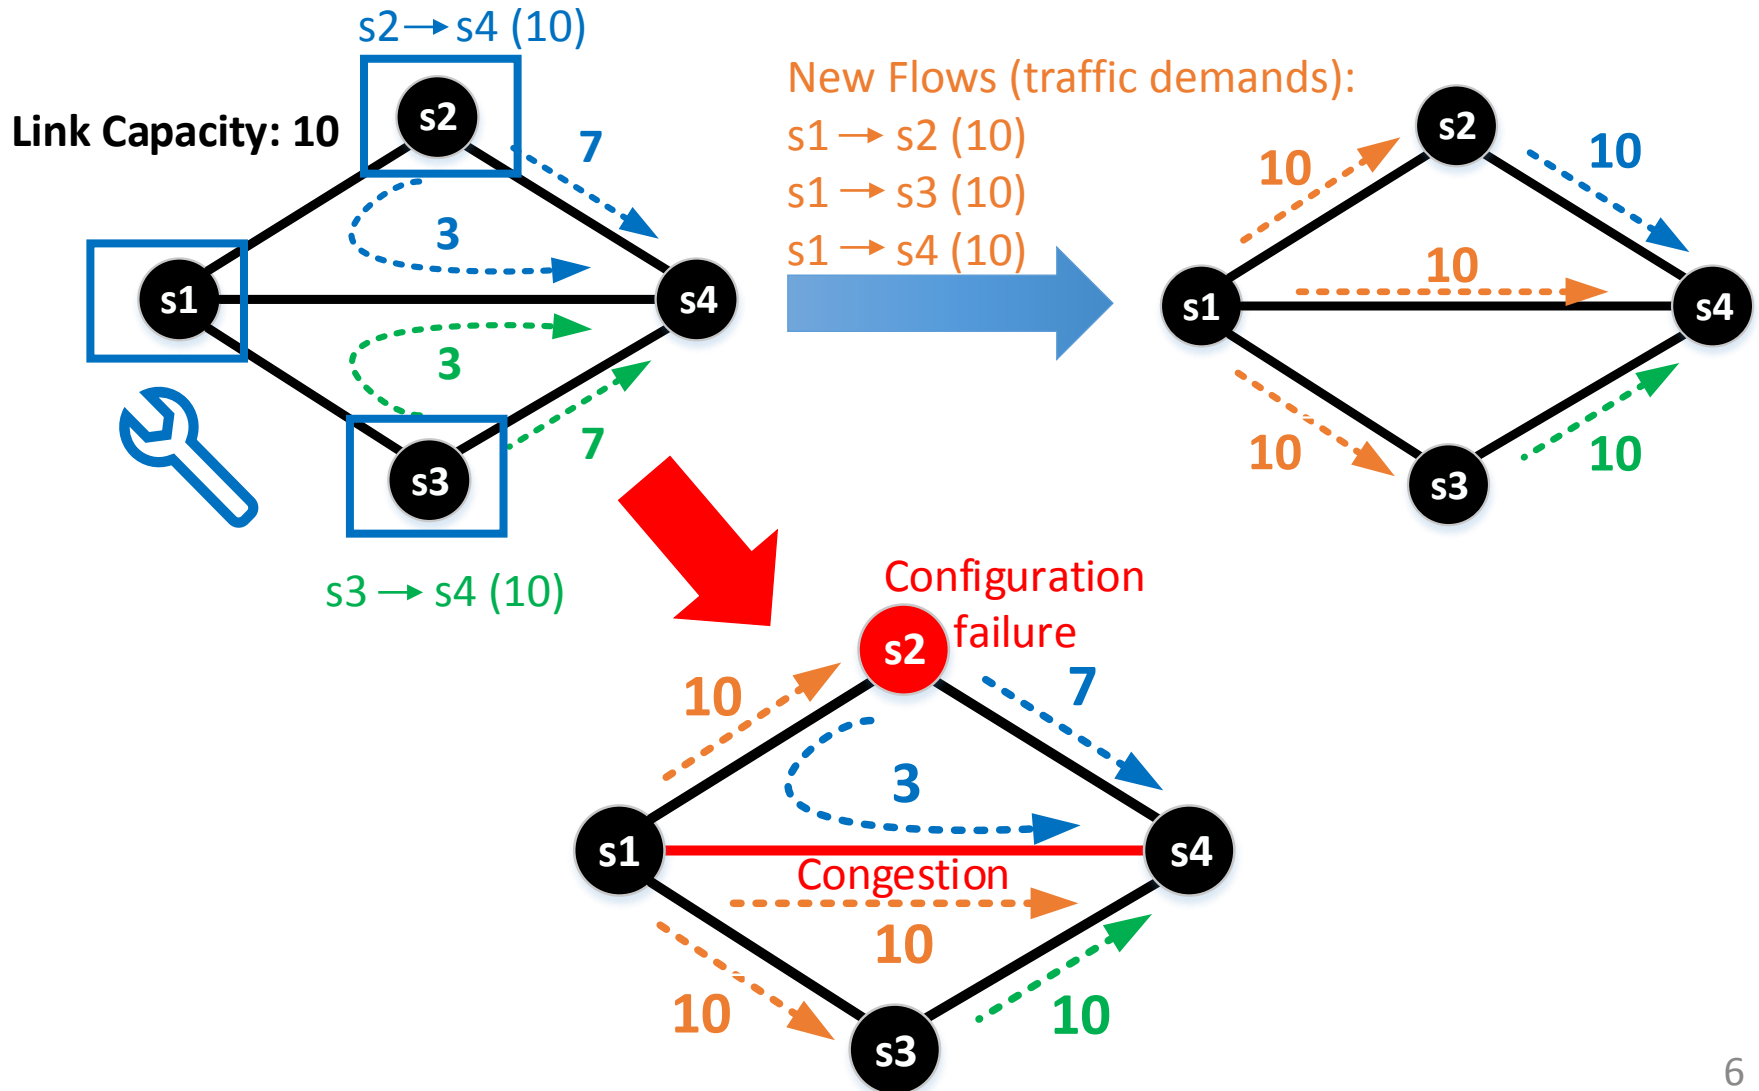 s2→s4 (10)
Link Capacity: 10
s2
7
3
s1
s4
3
7
s3
s3→s4 (10)
New Flows (traffic demands):
s1→s2 (10)
s1→s3 (10)
s1→s4 (10)
s2
10
10
10
s1
s4
10
10
s3
Configuration
failure
s2
10
7
3
s1
s4
Congestion
10
10
10
s3
6